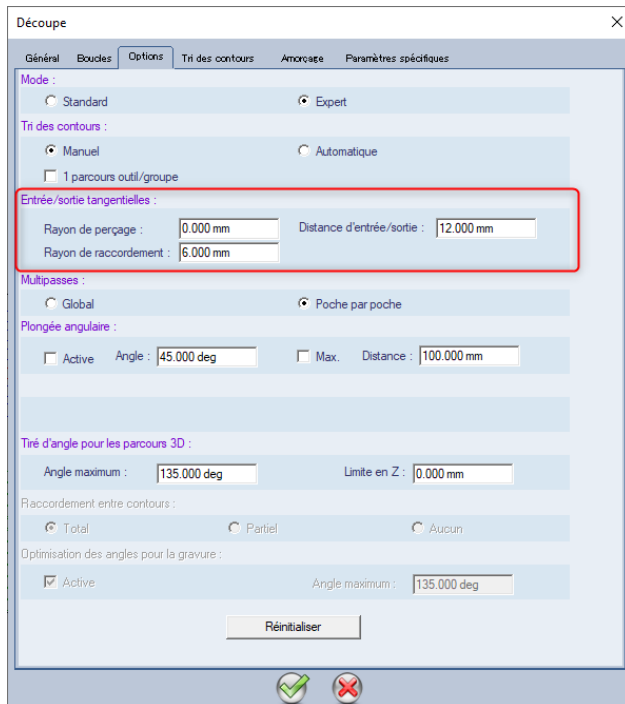 Découpe
Général Boucles Options Tri des contours Amorçage Paramètres spécifiques
Mode :
Standard Expert
Tri des contours :
Manuel Automatique
1 parcours outil/groupe
Entrée/sortie tangentielles :
Rayon de perçage : 0.000 mm Distance d'entrée/sortie : 12.000 mm
Rayon de raccordement : 6.000 mm
Multipasses :
Global Poche par poche
Plongée angulaire :
Active Angle : 45.000 deg Max. Distance : 100.000 mm
Tiré d'angle pour les parcours 3D :
Angle maximum : 135.000 deg Limite en Z : 0.000 mm
Raccordement entre contours :
Total Partiel Aucun
Optimisation des angles pour la gravure :
Active Angle maximum : 135.000 deg
Réinitialiser